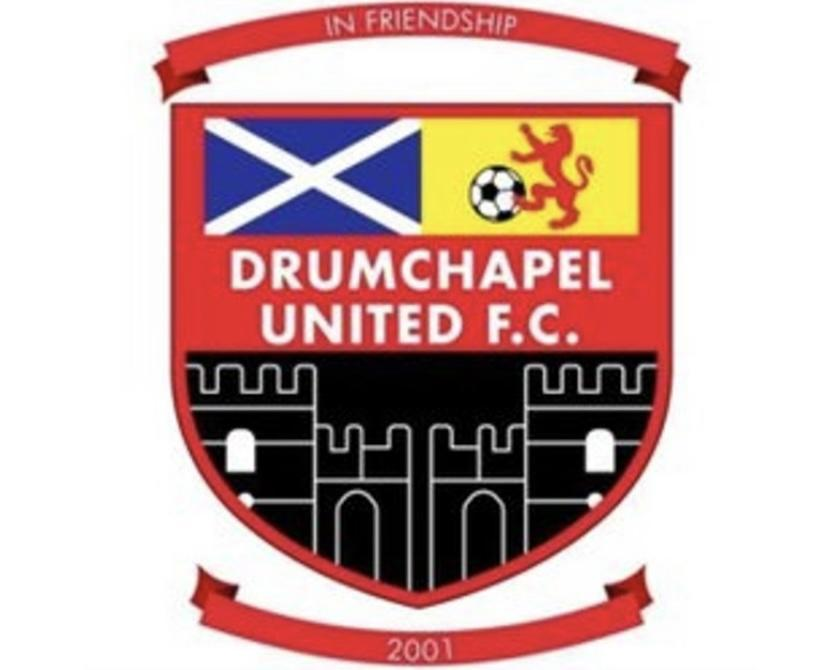 IN FRIENDSHIP
DRUMCHAPEL
UNITED F.C.
2001